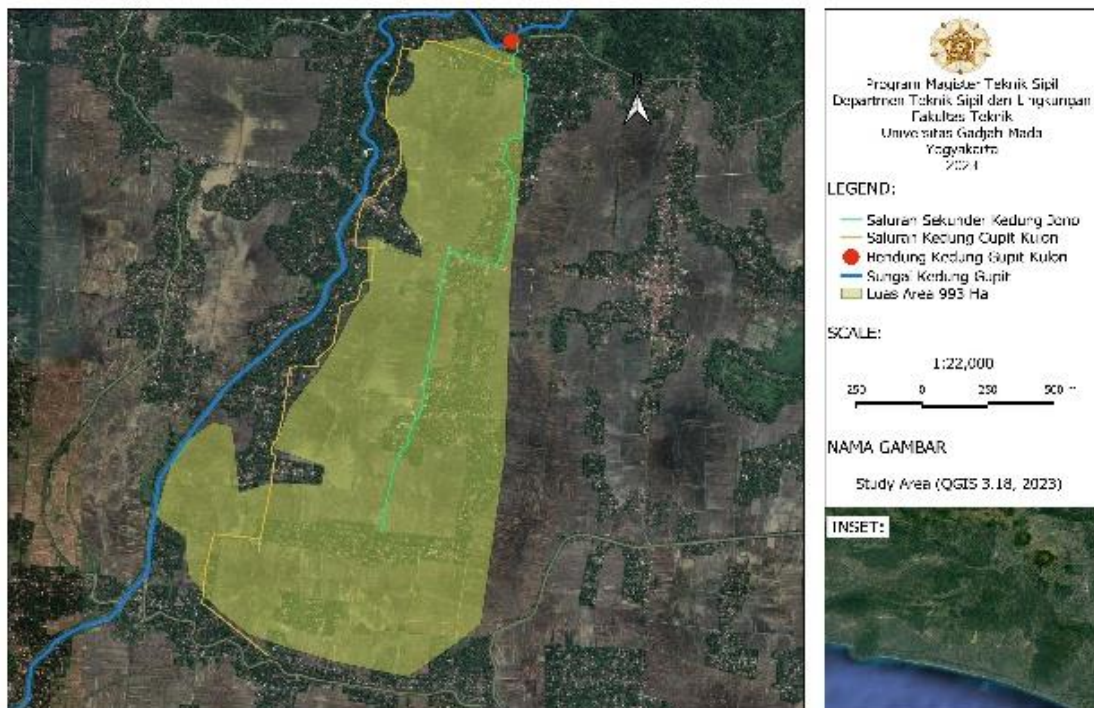 N
Program Magister Teknik Sipil
Departmen Teknik Sipil dan Lingkungan
Fakultas Teknik
Universitas Gadjah Mada
Yogyakarta
2023
LEGEND:
Saluran Sekunder Kedung Jono
Saluran Kedung Gupit Kulon
Bendung Kedung Gupit Kulon
Sungai Kedung Gupit
Luas Area 993 Ha
SCALE:
1:22,000
250 0 250 500 m
NAMA GAMBAR
Study Area (QGIS 3.18, 2023)
INSET: